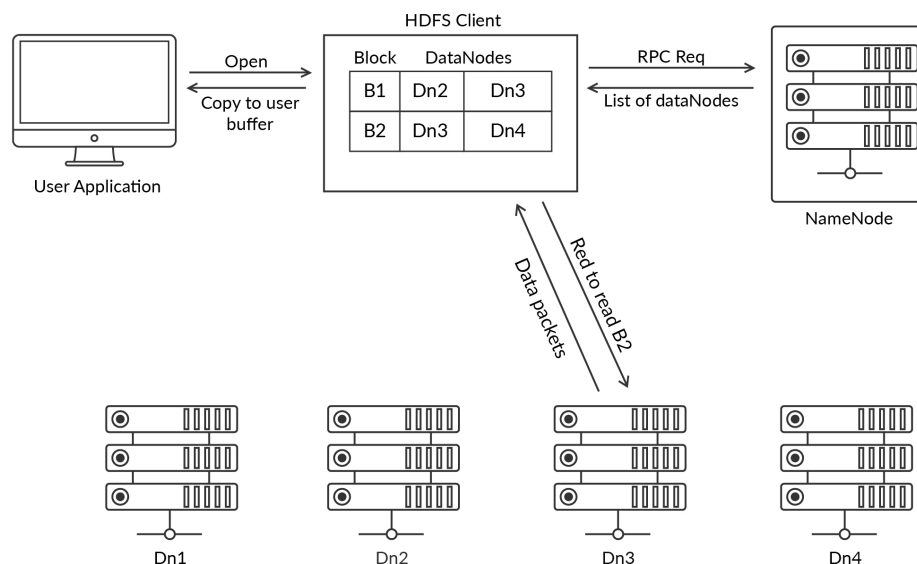 HDFS Client
Open
Copy to user
buffer
User Application
Block DataNodes
B1 Dn2 Dn3
B2 Dn3 Dn4
RPC Req
List of dataNodes
NameNode
Data packets
Red to read B2
Dn1 Dn2 Dn3 Dn4